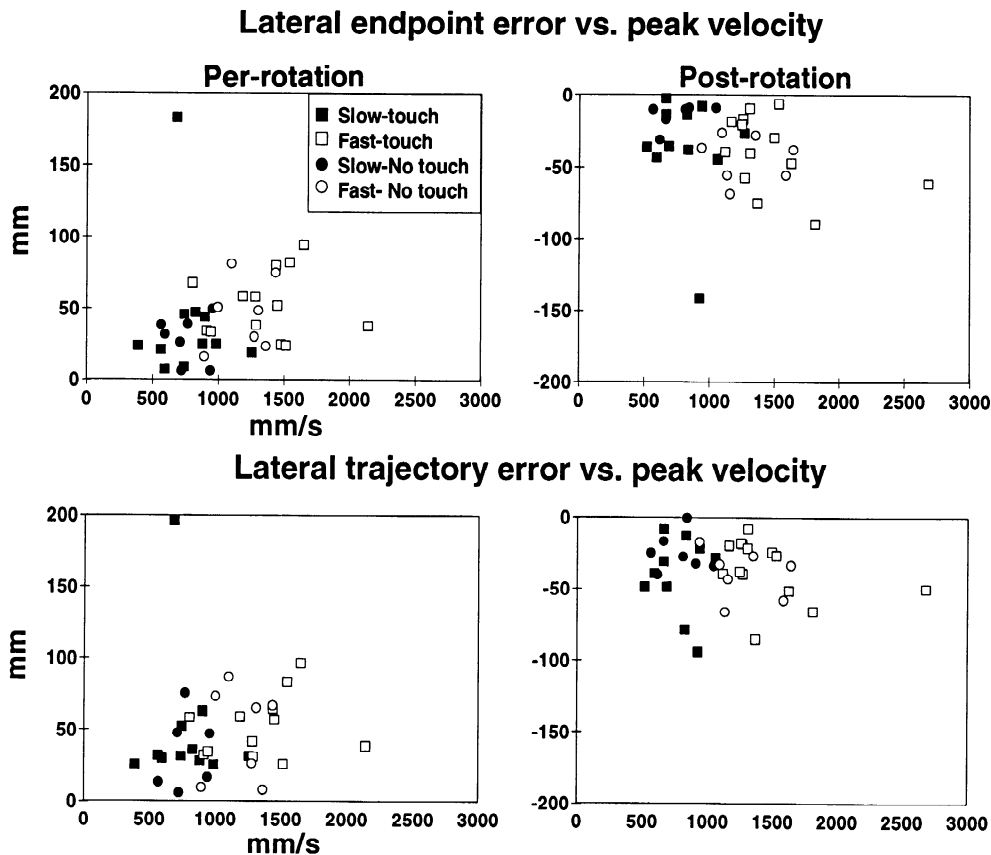 Lateral endpoint error vs. peak velocity
Per-rotation
Post-rotation
200
150
100
50
0
mm
Slow-touch
Fast-touch
Slow-No touch
Fast- No touch
0 500 1000 1500 2000 2500 3000
mm/s
0
-50
-100
-150
-200
0 500 1000 1500 2000 2500 3000
Lateral trajectory error vs. peak velocity
200
150
100
50
0
mm
0 500 1000 1500 2000 2500 3000
mm/s
0
-50
-100
-150
-200
0 500 1000 1500 2000 2500 3000